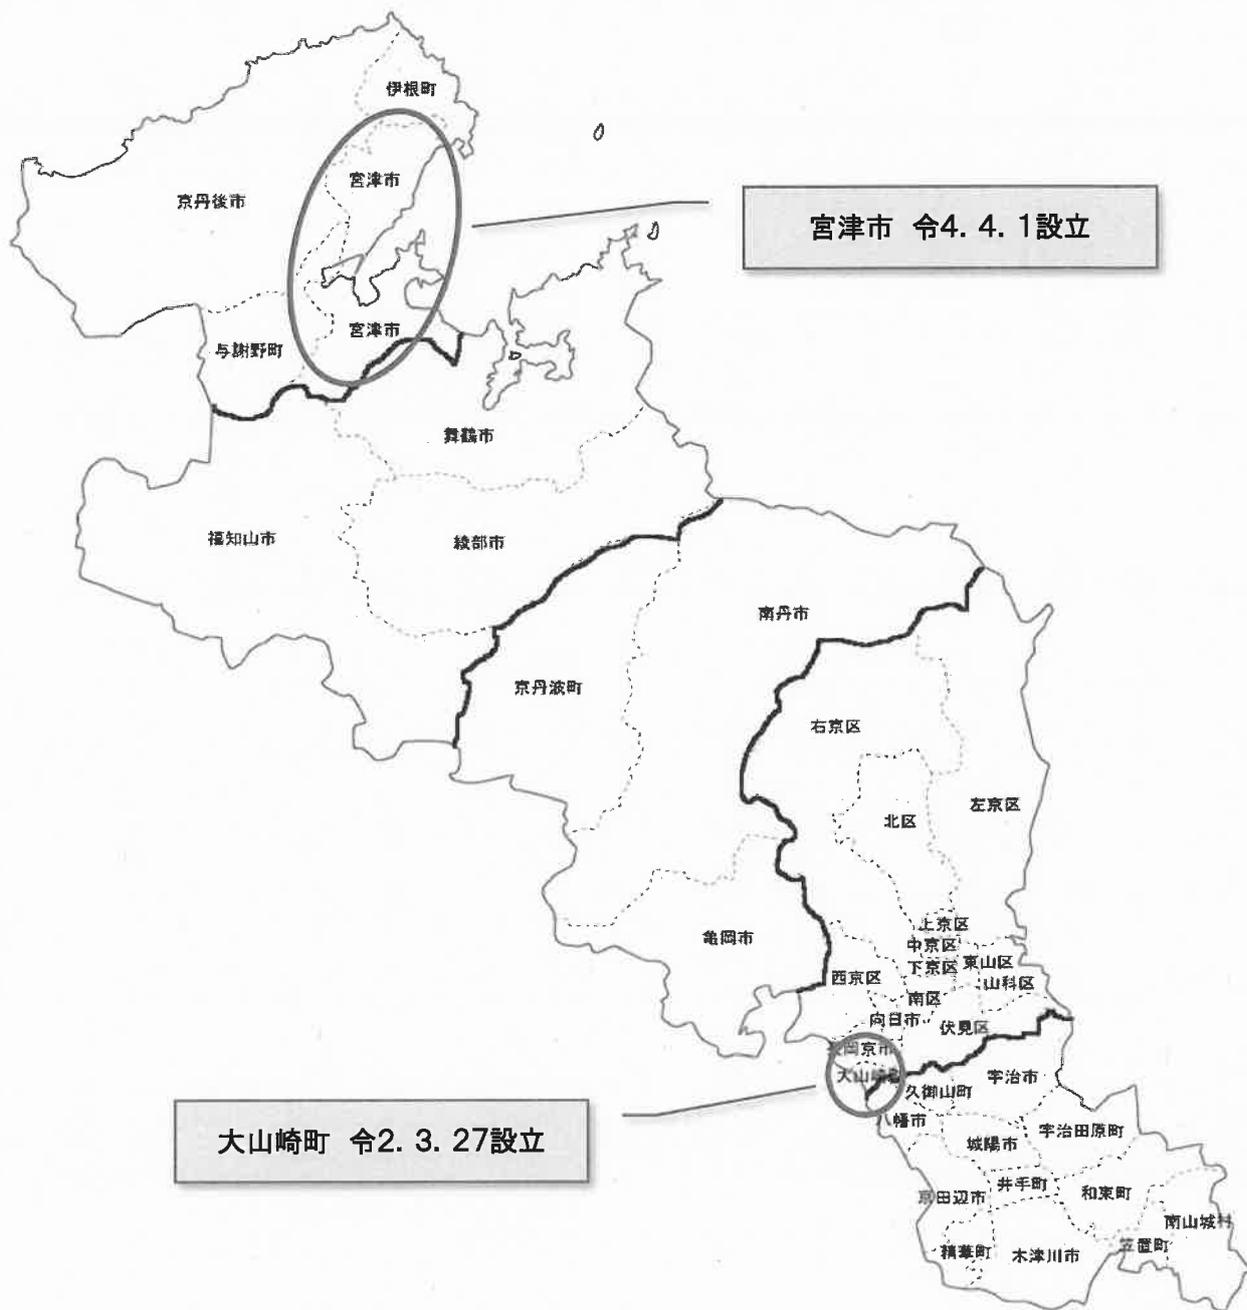 伊根町
宮津市
京丹後市
宮津市 令4. 4. 1設立
宮津市
与謝野町
舞鶴市
福知山市
綾部市
南丹市
京丹波町
右京区
左京区
北区
上京区
亀岡市
中京区
東山区
下京区
西京区
山科区
南区
向日市
伏見区
長岡京市
大山崎町
宇治市
久御山町
八幡市
宇治田原町
大山崎町 令2. 3. 27設立
城陽市
井手町
和束町
京田辺市
南山城村
笠置町
精華町
木津川市